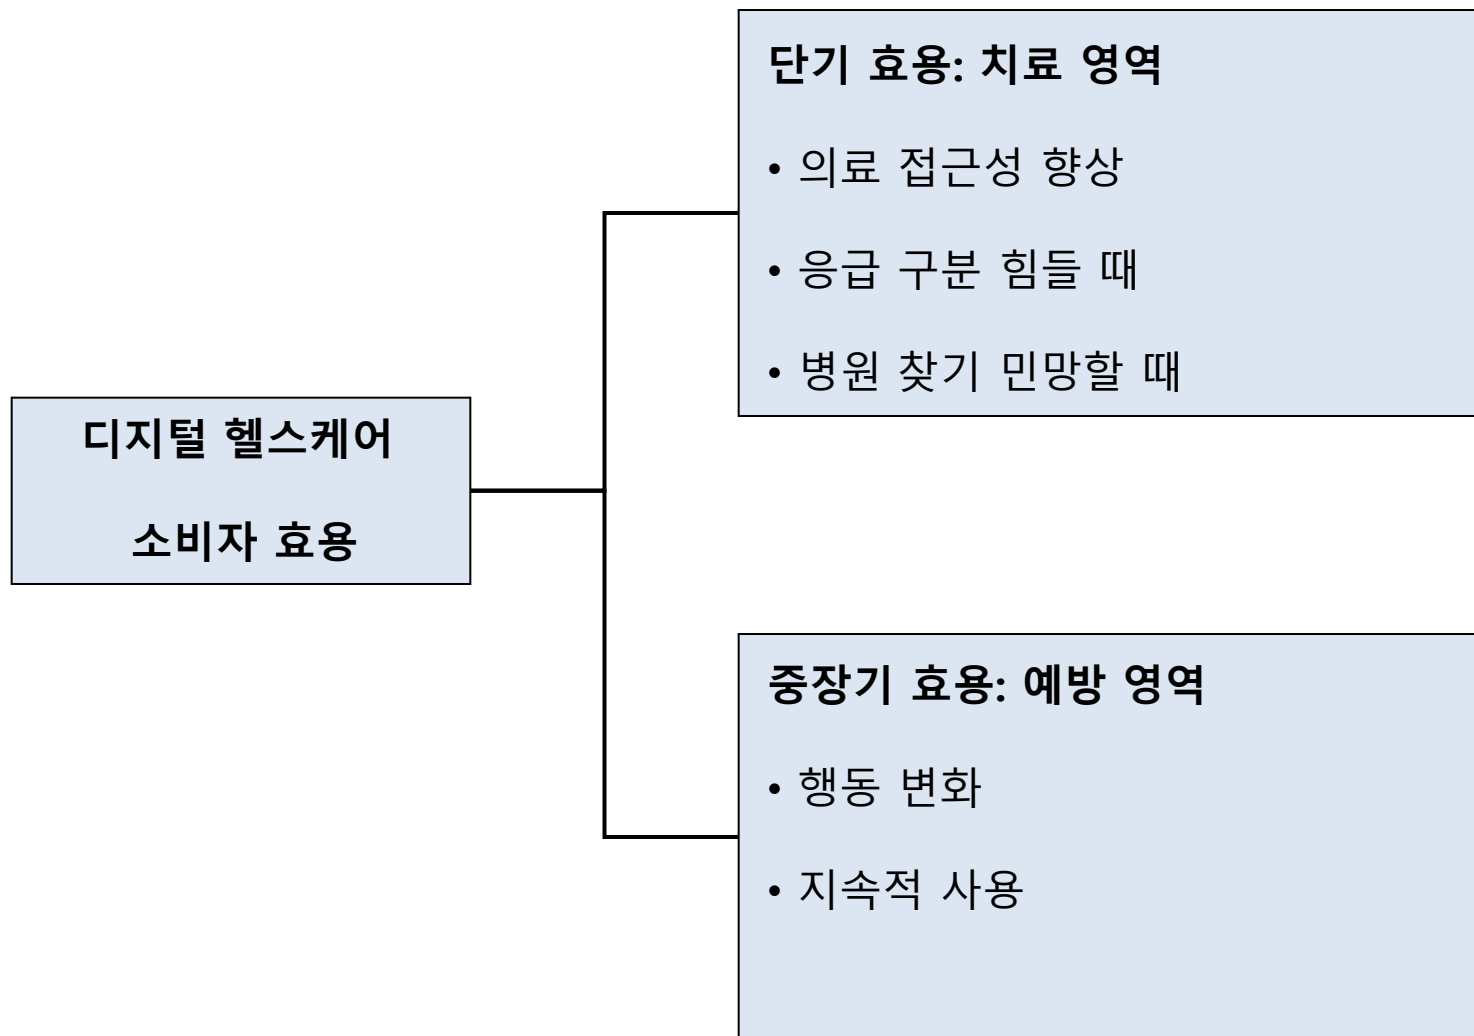 디지털 헬스케어
소비자 효용
단기 효용: 치료 영역
• 의료 접근성 향상
• 응급 구분 힘들 때
• 병원 찾기 민망할 때
중장기 효용: 예방 영역
• 행동 변화
• 지속적 사용